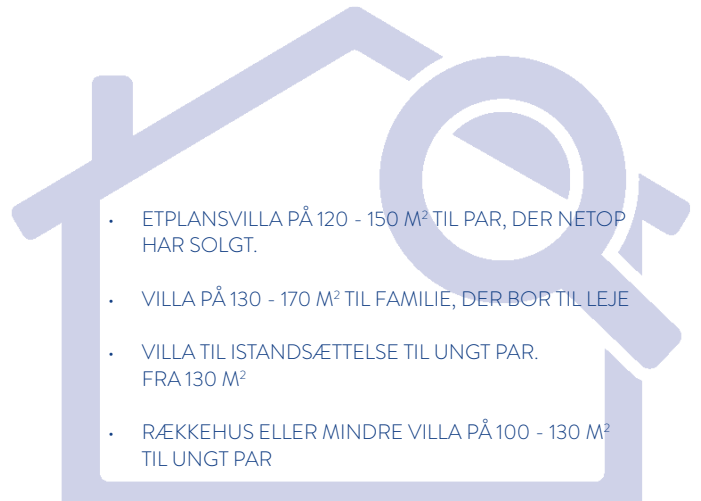 • ETPLANSVILLA PÅ 120 - 150 M² TIL PAR, DER NETOP
HAR SOLGT.
• VILLA PÅ 130 - 170 M² TIL FAMILIE, DER BOR TIL LEJE
• VILLA TIL ISTANDSÆTTELSE TIL UNGT PAR.
FRA 130 M²
• RÆKKEHUS ELLER MINDRE VILLA PÅ 100 - 130 M²
TIL UNGT PAR